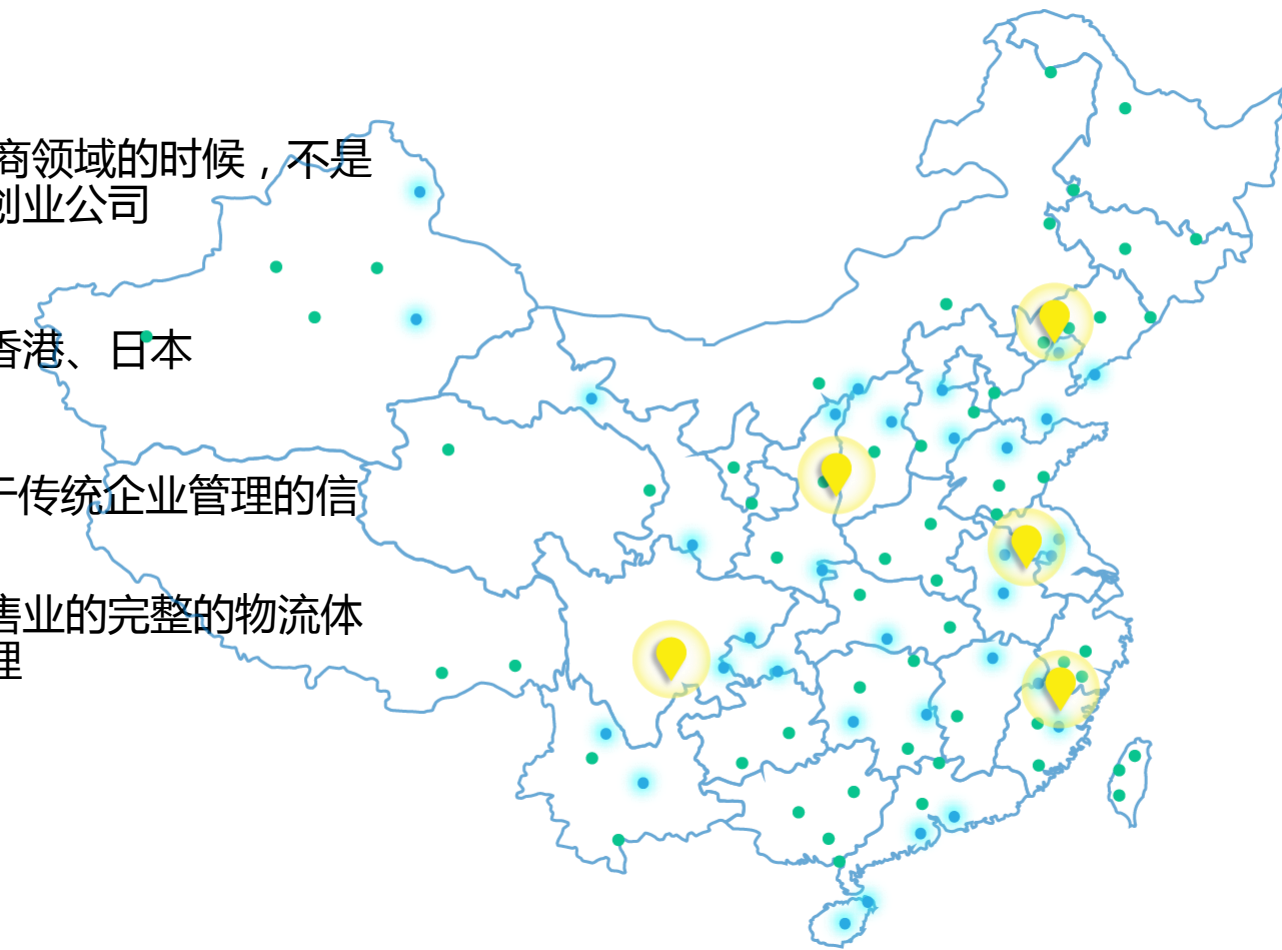 商领域的时候，不是
创业公司
香港、日本
于传统企业管理的信
售业的完整的物流体
理